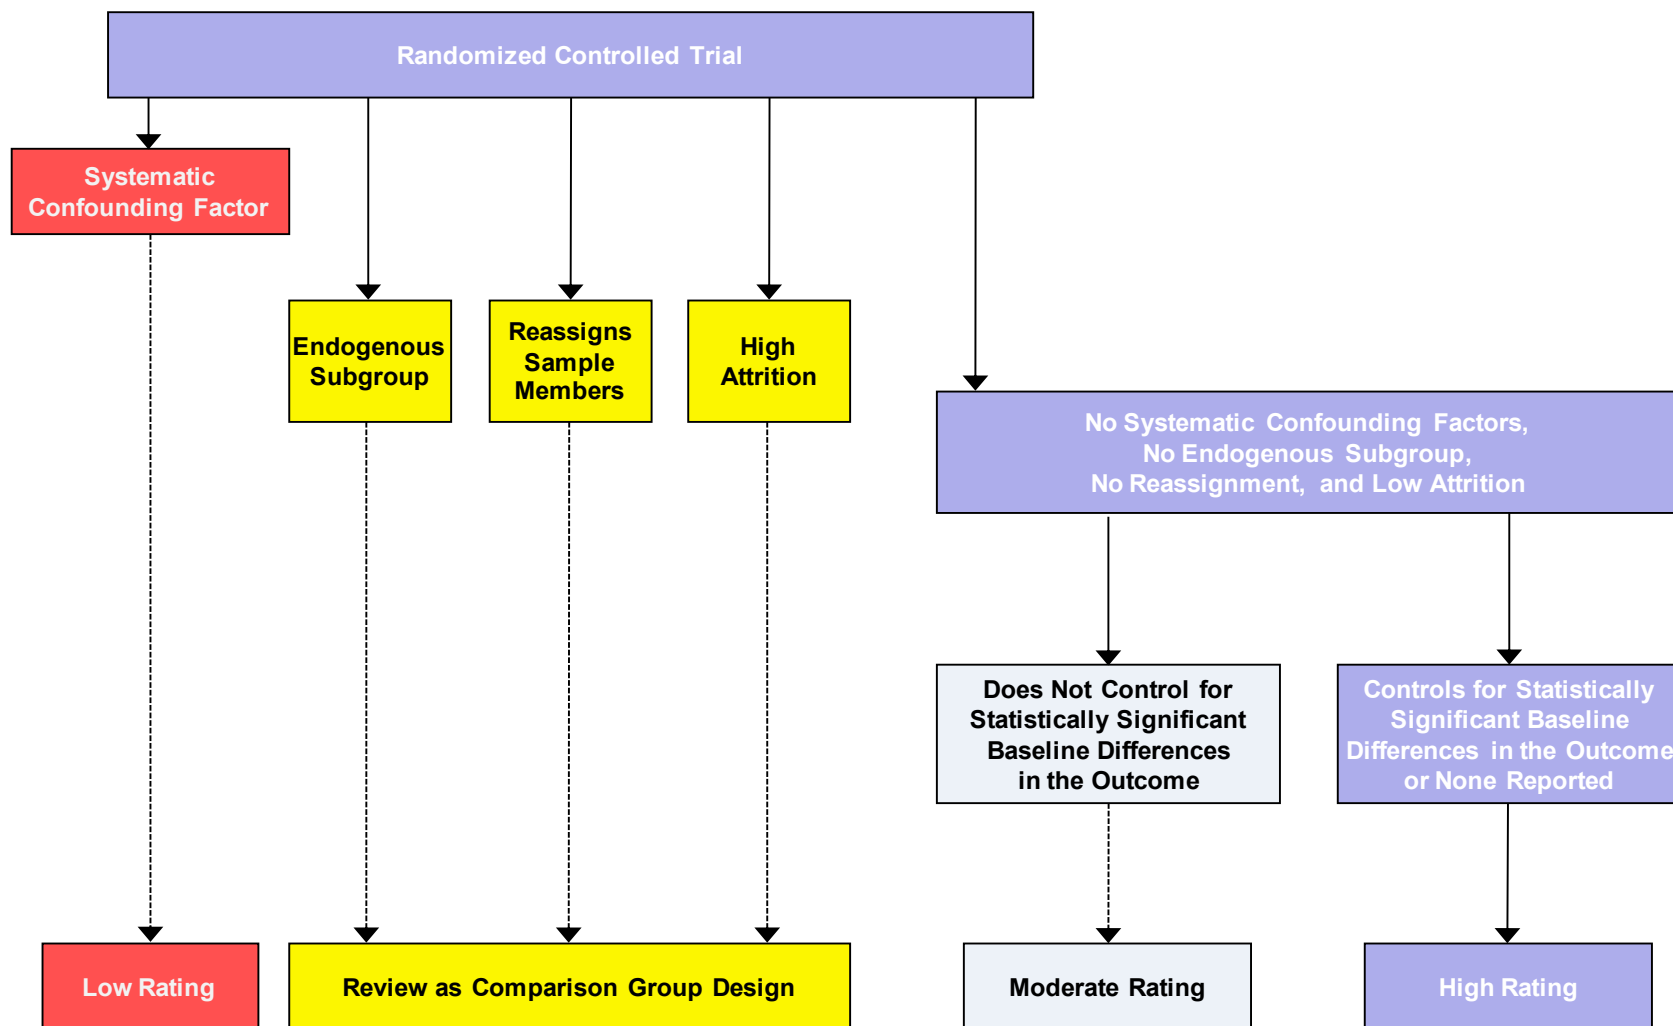 Randomized Controlled Trial
Systematic
Confounding Factor
Endogenous
Subgroup
Reassigns
Sample
Members
High
Attrition
No Systematic Confounding Factors,
No Endogenous Subgroup,
No Reassignment, and Low Attrition
Does Not Control for
Statistically Significant
Baseline Differences
in the Outcome
Controls for Statistically
Significant Baseline
Differences in the Outcome
or None Reported
Low Rating
Review as Comparison Group Design
Moderate Rating
High Rating